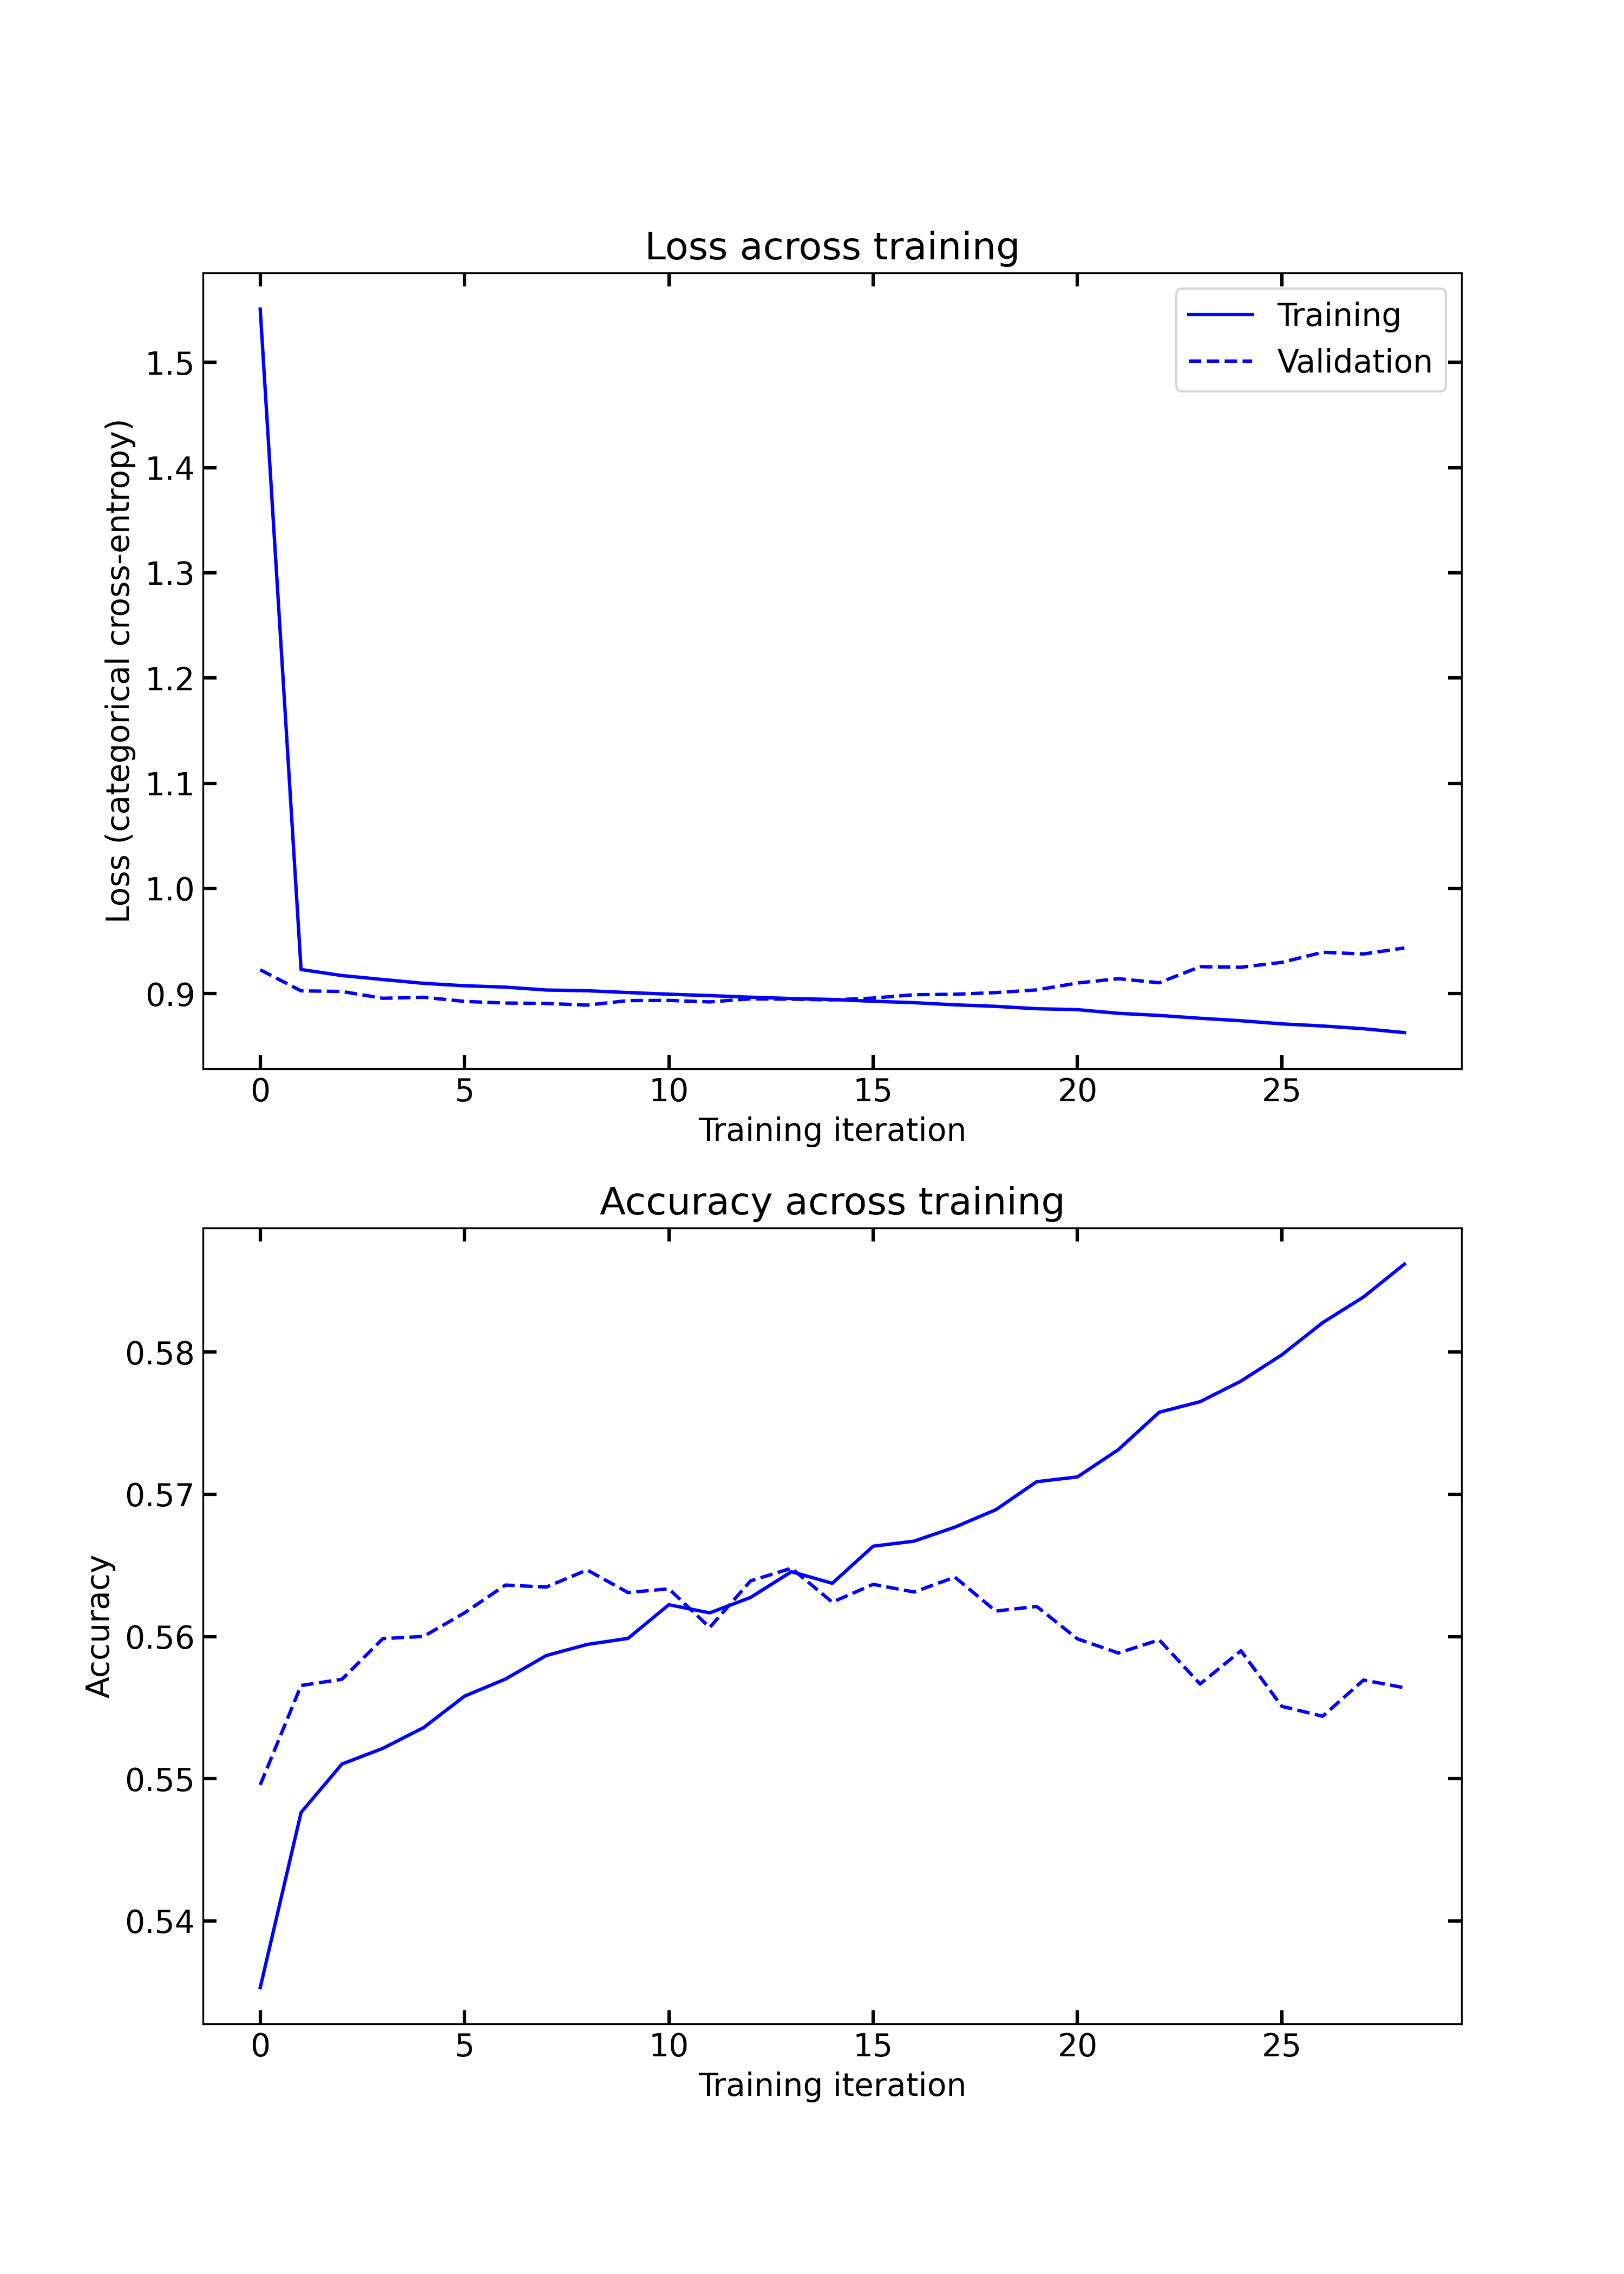 Loss across training
Training
Validation
1.5
1.4
1.3
1.2
1.1
1.0
0.9
Loss (categorical cross-entropy)
0 5 10 15 20 25
Training iteration
Accuracy across training
0.58
0.57
0.56
0.55
0.54
Accuracy
0 5 10 15 20 25
Training iteration